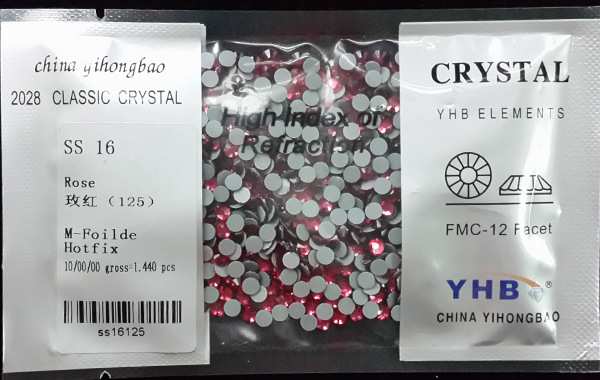 china yihongbao
2028 CLASSIC CRYSTAL
SS 16
Rose
玫红（125）
M-Foilde
Hotfix
10/00/00 gross=1.440 pcs
ss16125
High Index of
Refraction
CRYSTAL
YHB ELEMENTS
FMC-12 Facet
YHB®
CHINA YIHONGBAO